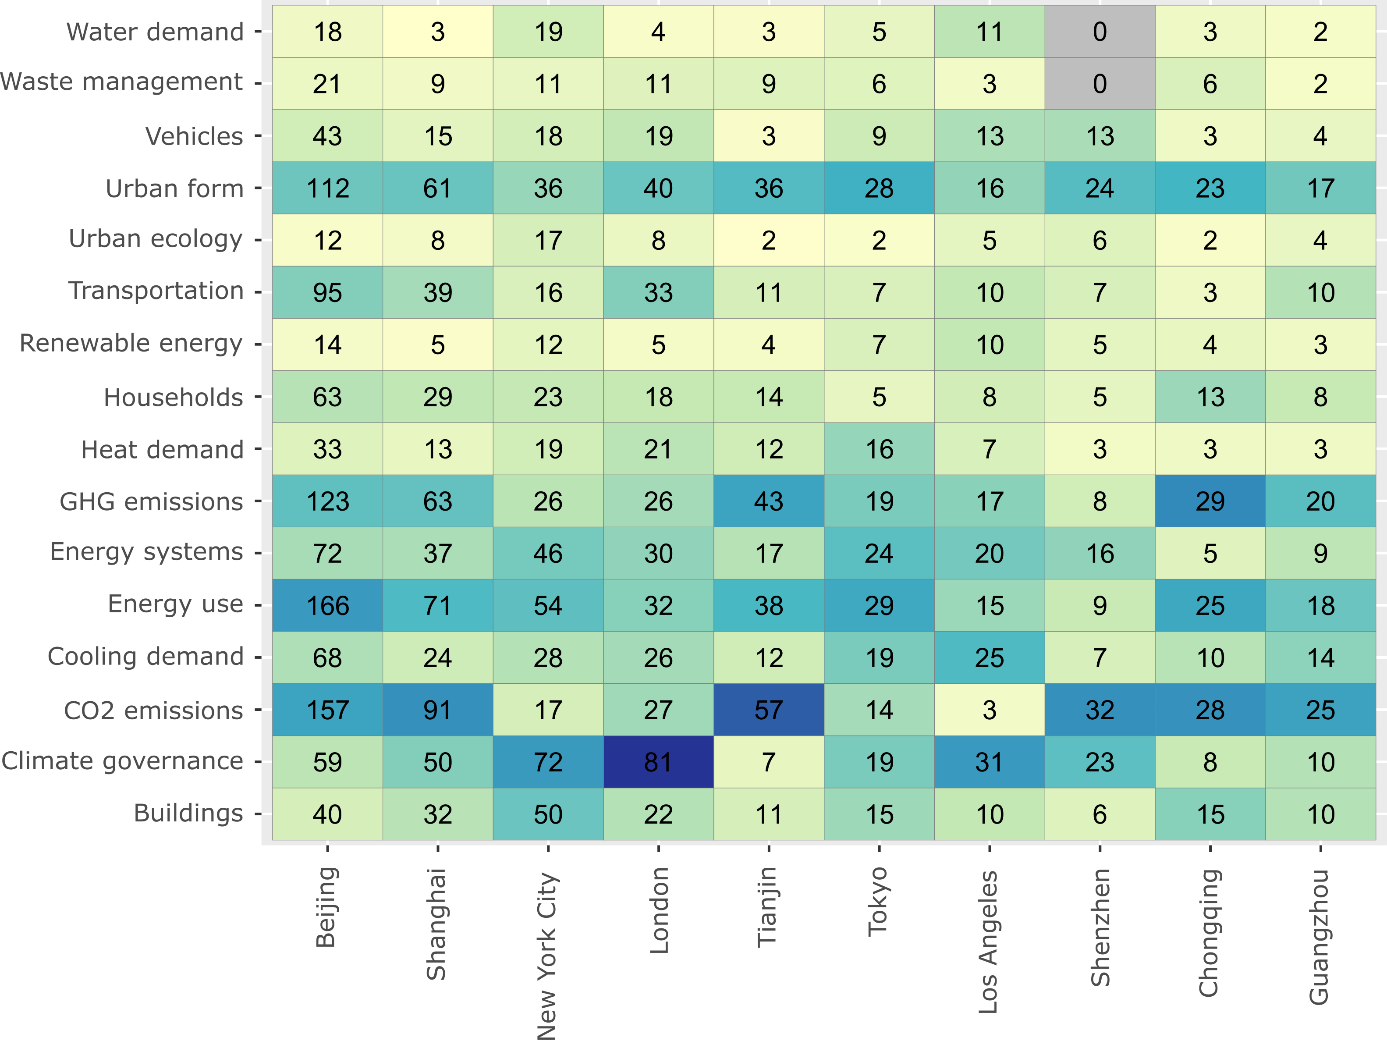 Water demand 18 3 19 4 3 5 11 0 3 2
Waste management 21 9 11 11 9 6 3 0 6 2
Vehicles 43 15 18 19 3 9 13 13 3 4
Urban form 112 61 36 40 36 28 16 24 23 17
Urban ecology 12 8 17 8 2 2 5 6 2 4
Transportation 95 39 16 33 11 7 10 7 3 10
Renewable energy 14 5 12 5 4 7 10 5 4 3
Households 63 29 23 18 14 5 8 5 13 8
Heat demand 33 13 19 21 12 16 7 3 3 3
GHG emissions 123 63 26 26 43 19 17 8 29 20
Energy systems 72 37 46 30 17 24 20 16 5 9
Energy use 166 71 54 32 38 29 15 9 25 18
Cooling demand 68 24 28 26 12 19 25 7 10 14
CO2 emissions 157 91 17 27 57 14 3 32 28 25
Climate governance 59 50 72 81 7 19 31 23 8 10
Buildings 40 32 50 22 11 15 10 6 15 10
Beijing
Shanghai
New York City
London
Tianjin
Tokyo
Los Angeles
Shenzhen
Chongqing
Guangzhou